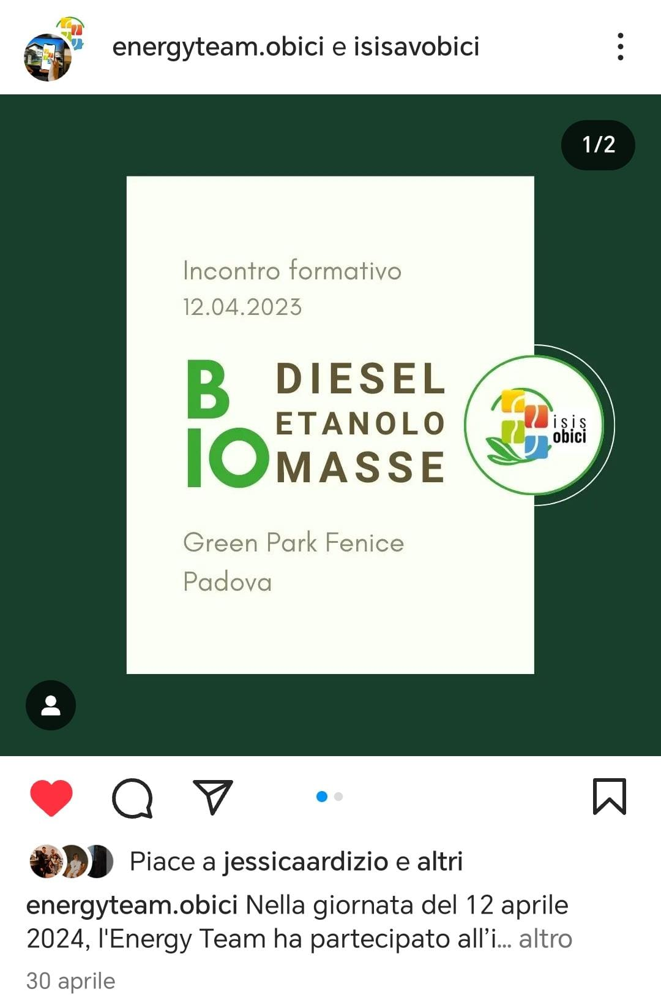 energyteam.obici e isisavobici
1/2
Incontro formativo
12.04.2023
BIO
DIESEL
ETANOLO
MASSE
isis
obici
Green Park Fenice
Padova
Piace a jessicaardizio e altri
energyteam.obici Nella giornata del 12 aprile
2024, l'Energy Team ha partecipato all’i... altro
30 aprile